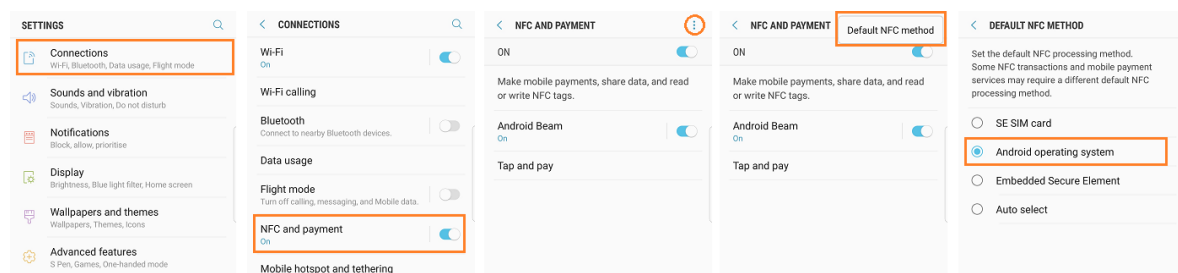 SETTINGS
Connections
Wi-Fi, Bluetooth, Data usage, Flight mode
Sounds and vibration
Sounds, Vibration, Do not disturb
Notifications
Block, allow, prioritise
Display
Brightness, Blue light filter, Home screen
Wallpapers and themes
Wallpapers, Themes, Icons
Advanced features
S Pen, Games, One-handed mode
CONNECTIONS
Wi-Fi
On
Wi-Fi calling
Bluetooth
Connect to nearby Bluetooth devices.
Data usage
Flight mode
Turn off calling, messaging, and Mobile data.
NFC and payment
On
Mobile hotspot and tethering
NFC AND PAYMENT
ON
Make mobile payments, share data, and read
or write NFC tags.
Android Beam
On
Tap and pay
NFC AND PAYMENT
Default NFC method
ON
Make mobile payments, share data, and read
or write NFC tags.
Android Beam
On
Tap and pay
DEFAULT NFC METHOD
Set the default NFC processing method.
Some NFC transactions and mobile payment
services may require a different default NFC
processing method.
SE SIM card
Android operating system
Embedded Secure Element
Auto select